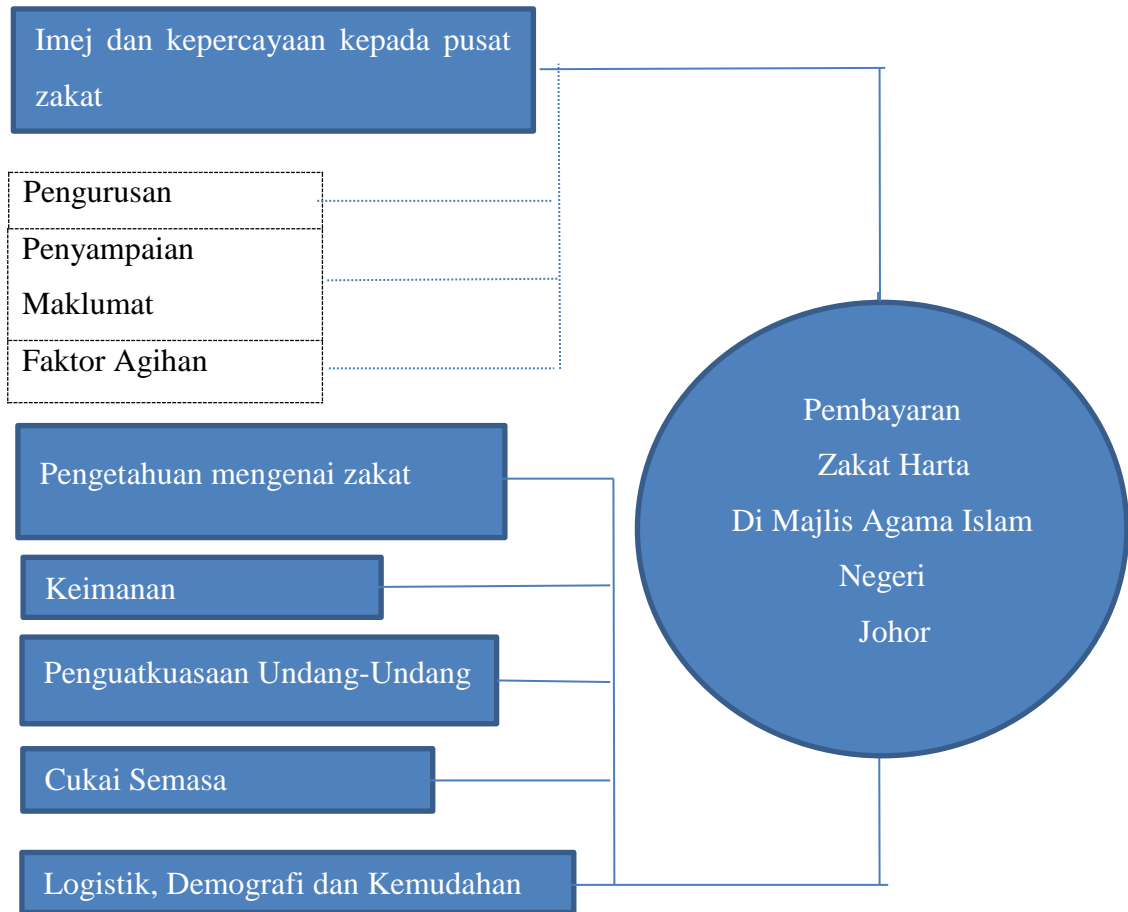 Imej dan kepercayaan kepada pusat
zakat
Pengurusan
Penyampaian
Maklumat
Faktor Agihan
Pengetahuan mengenai zakat
Keimanan
Penguatkuasaan Undang-Undang
Cukai Semasa
Logistik, Demografi dan Kemudahan
Pembayaran
Zakat Harta
Di Majlis Agama Islam
Negeri
Johor